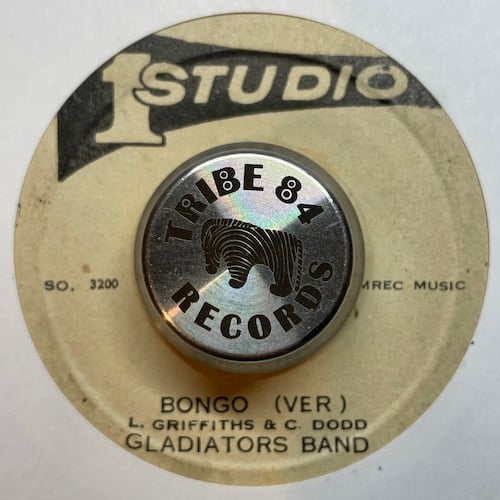 1 STUDIO
TRIBE 84
RECORDS
SO. 3200
MREC MUSIC
BONGO (VER)
L. GRIFFITHS & C. DODD
GLADIATORS BAND